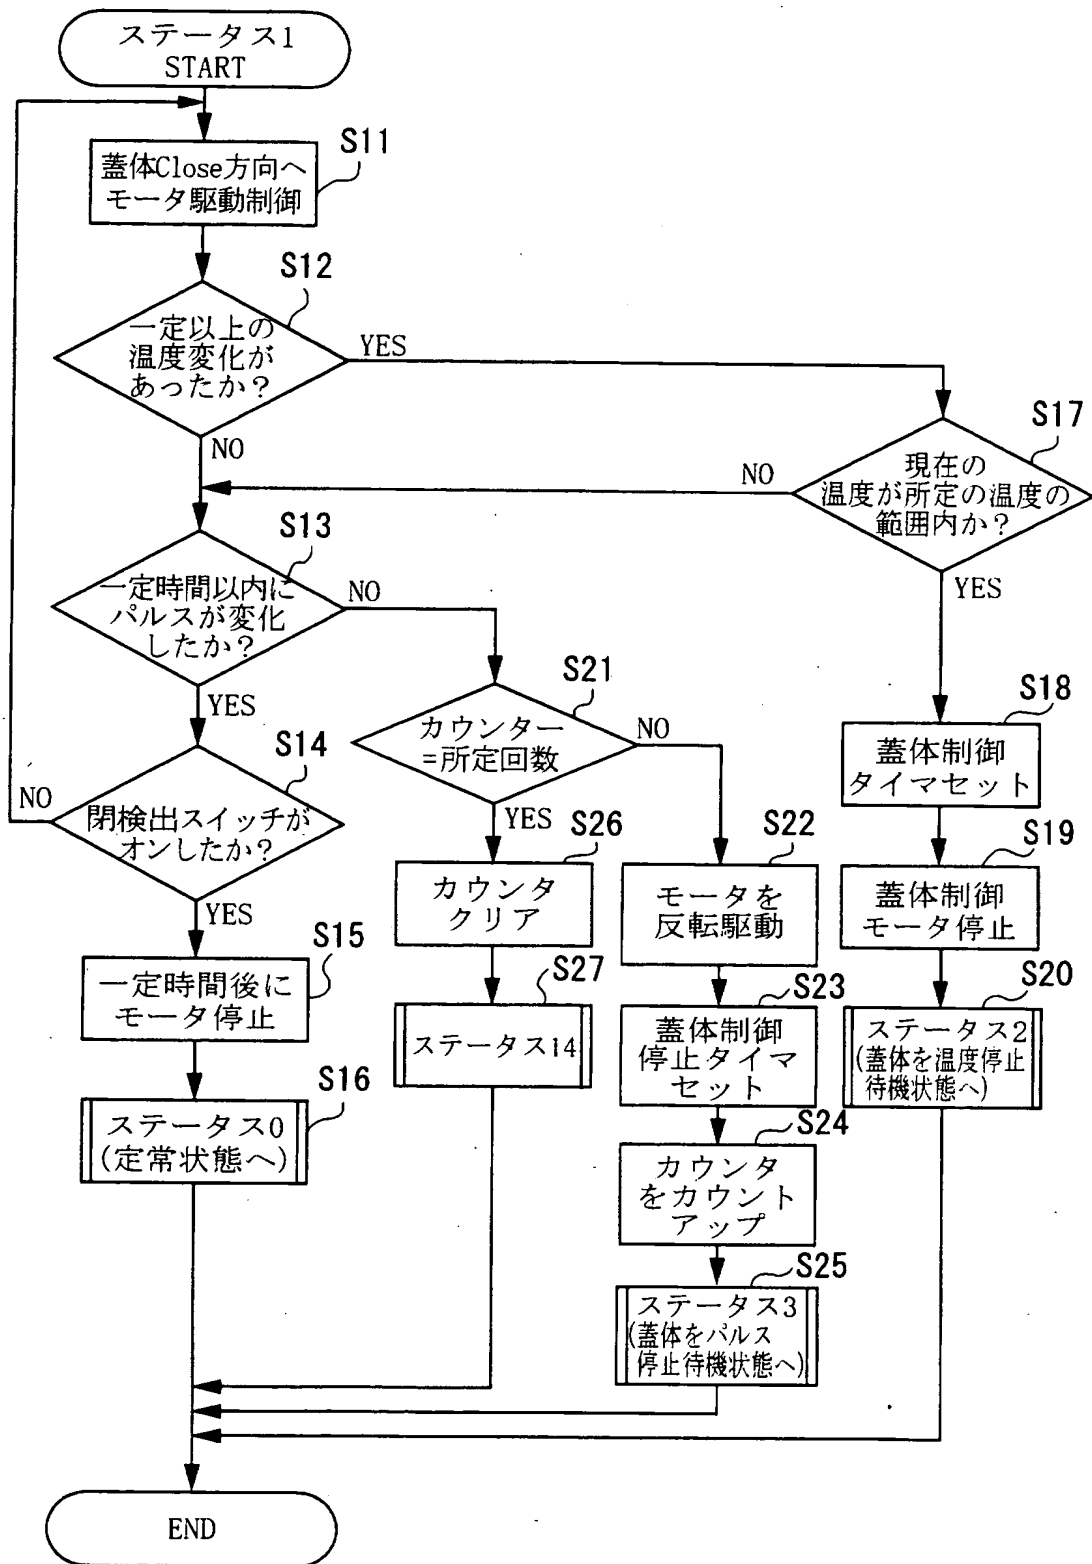 ステータス1
START
S11
蓋体Close方向へ
モータ駆動制御
S12
一定以上の
温度変化が
あったか?
YES
NO
S17
現在の
温度が所定の温度の
範囲内か?
NO
YES
S13
一定時間以内に
パルスが変化
したか?
NO
YES
S14
閉検出スイッチが
オンしたか?
NO
YES
S15
一定時間後に
モータ停止
S16
ステータス0
(定常状態へ)
S21
カウンター
=所定回数
NO
YES
S26
カウンタ
クリア
S27
ステータス14
S22
モータを
反転駆動
S23
蓋体制御
停止タイマ
セット
S24
カウンタ
をカウント
アップ
S25
ステータス3
(蓋体をパルス
停止待機状態へ)
S18
蓋体制御
タイマセット
S19
蓋体制御
モータ停止
S20
ステータス2
(蓋体を温度停止
待機状態へ)
END